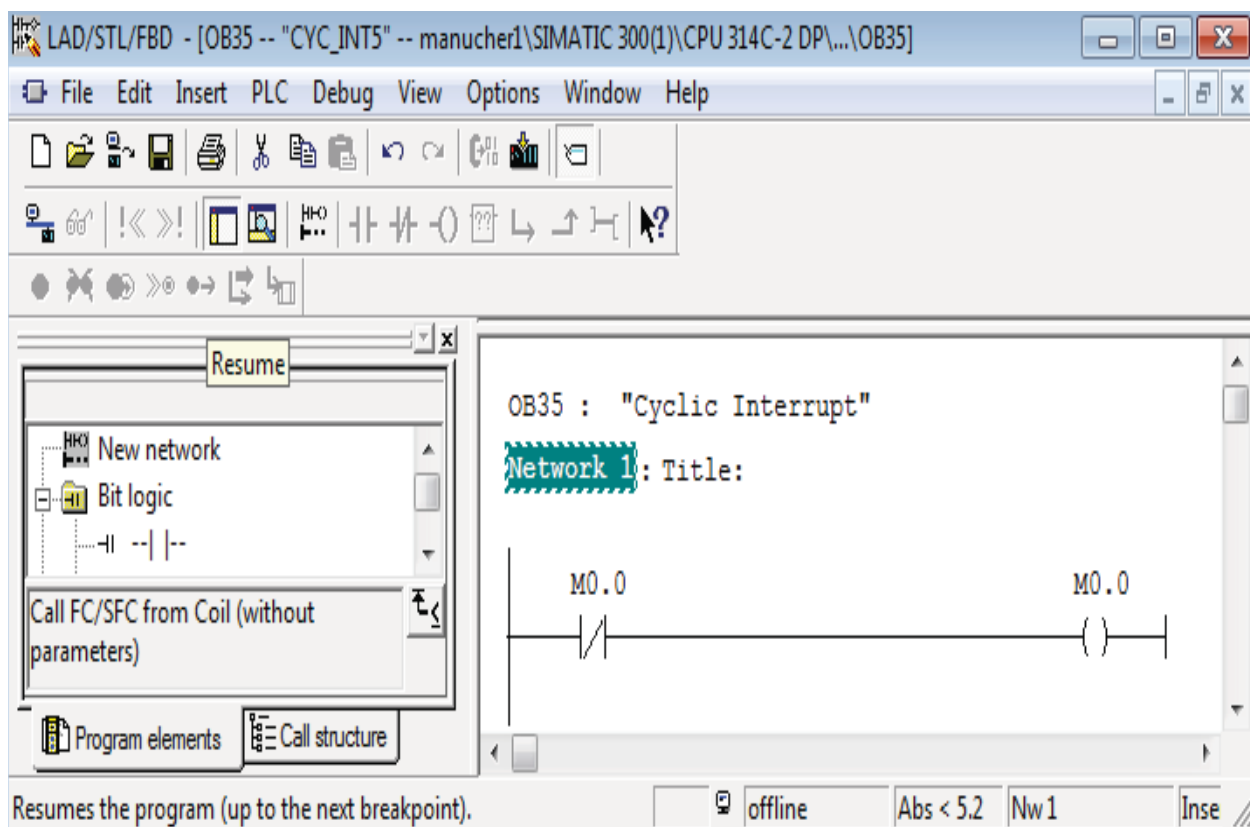 LAD/STL/FBD - [OB35 -- "CYC_INT5" -- manucher1\SIMATIC 300(1)\CPU 314C-2 DP\...\OB35]
File Edit Insert PLC Debug View Options Window Help
Resume
New network
Bit logic
--| |--
Call FC/SFC from Coil (without
parameters)
Program elements
Call structure
OB35 : "Cyclic Interrupt"
Network 1: Title:
M0.0 M0.0
Resumes the program (up to the next breakpoint).
offline
Abs < 5.2
Nw 1
Inse